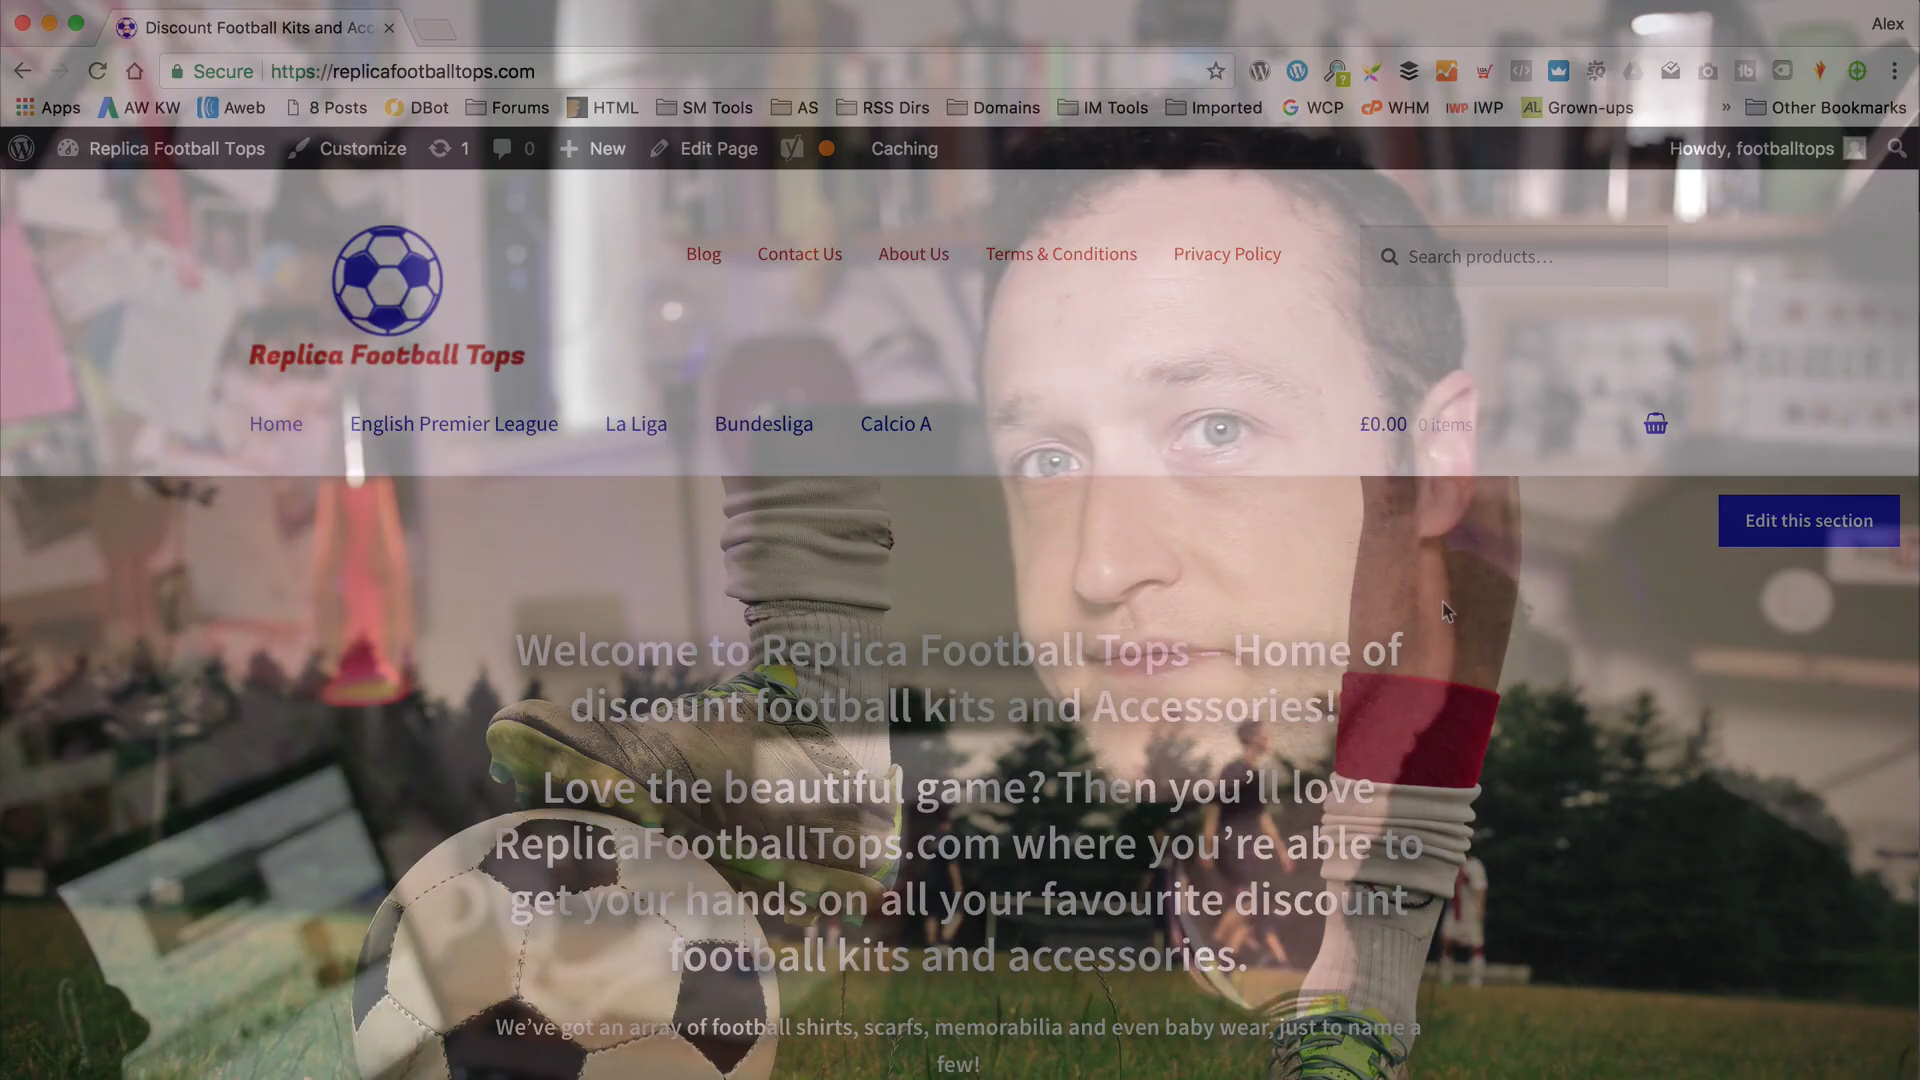 Discount Football Kits and Acc
Alex
Secure
https://replicafootballtops.com
Apps
AW KW
Aweb
8 Posts
DBot
Forums
HTML
SM Tools
AS
RSS Dirs
Domains
IM Tools
Imported
WCP
WHM
IWP IWP
AL Grown-ups
»
Other Bookmarks
Replica Football Tops
Customize
1
0
New
Edit Page
Caching
Howdy, footballtops
Blog
Contact Us
About Us
Terms & Conditions
Privacy Policy
Search products…
Replica Football Tops
Home
English Premier League
La Liga
Bundesliga
Calcio A
£0.00 0 items
Edit this section
Welcome to Replica Football Tops - Home of
discount football kits and Accessories!
Love the beautiful game? Then you’ll love
ReplicaFootballTops.com where you’re able to
get your hands on all your favourite discount
football kits and accessories.
We’ve got an array of football shirts, scarfs, memorabilia and even baby wear, just to name a
few!